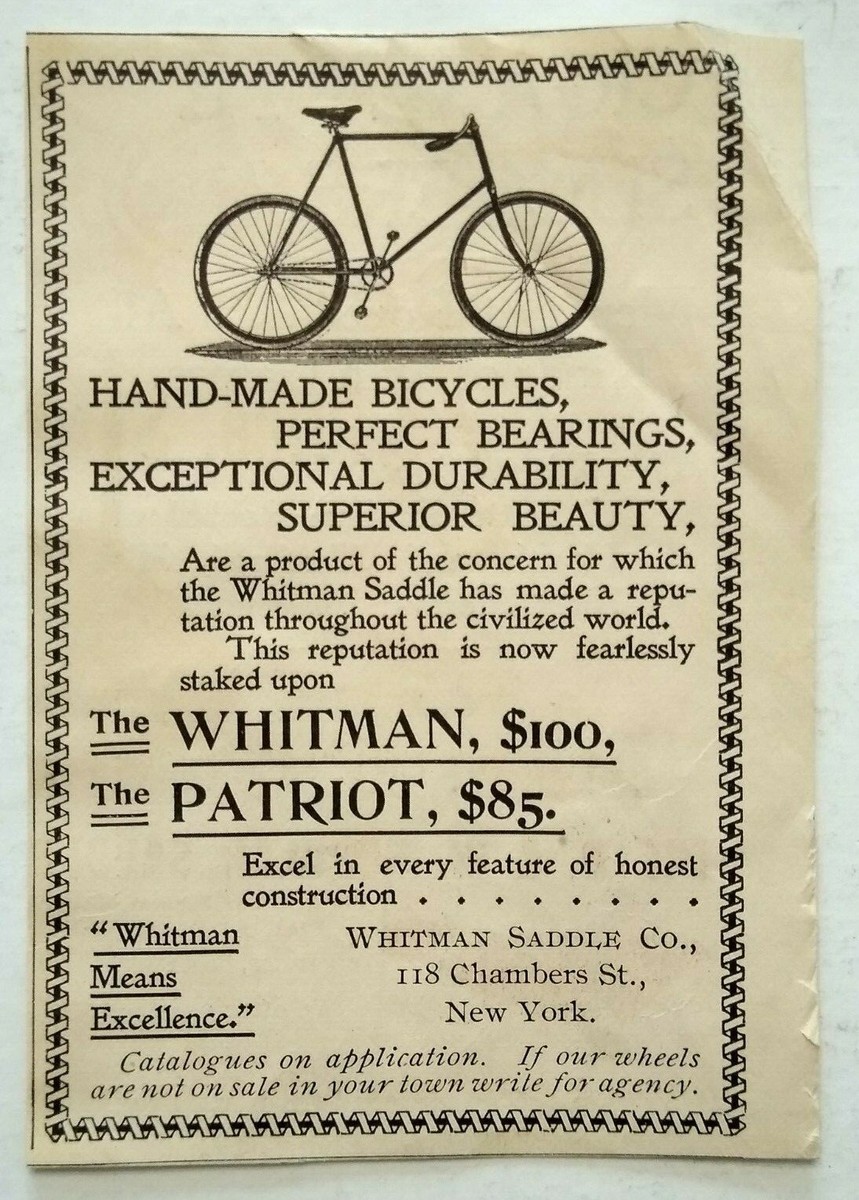 HAND-MADE BICYCLES,
PERFECT BEARINGS,
EXCEPTIONAL DURABILITY,
SUPERIOR BEAUTY,
Are a product of the concern for which
the Whitman Saddle has made a repu-
tation throughout the civilized world.
This reputation is now fearlessly
staked upon
The WHITMAN, $100,
The PATRIOT, $85.
Excel in every feature of honest
construction . . . . . . . .
"Whitman
Means
Excellence."
WHITMAN SADDLE CO.,
118 Chambers St.,
New York.
Catalogues on application. If our wheels
are not on sale in your town write for agency.